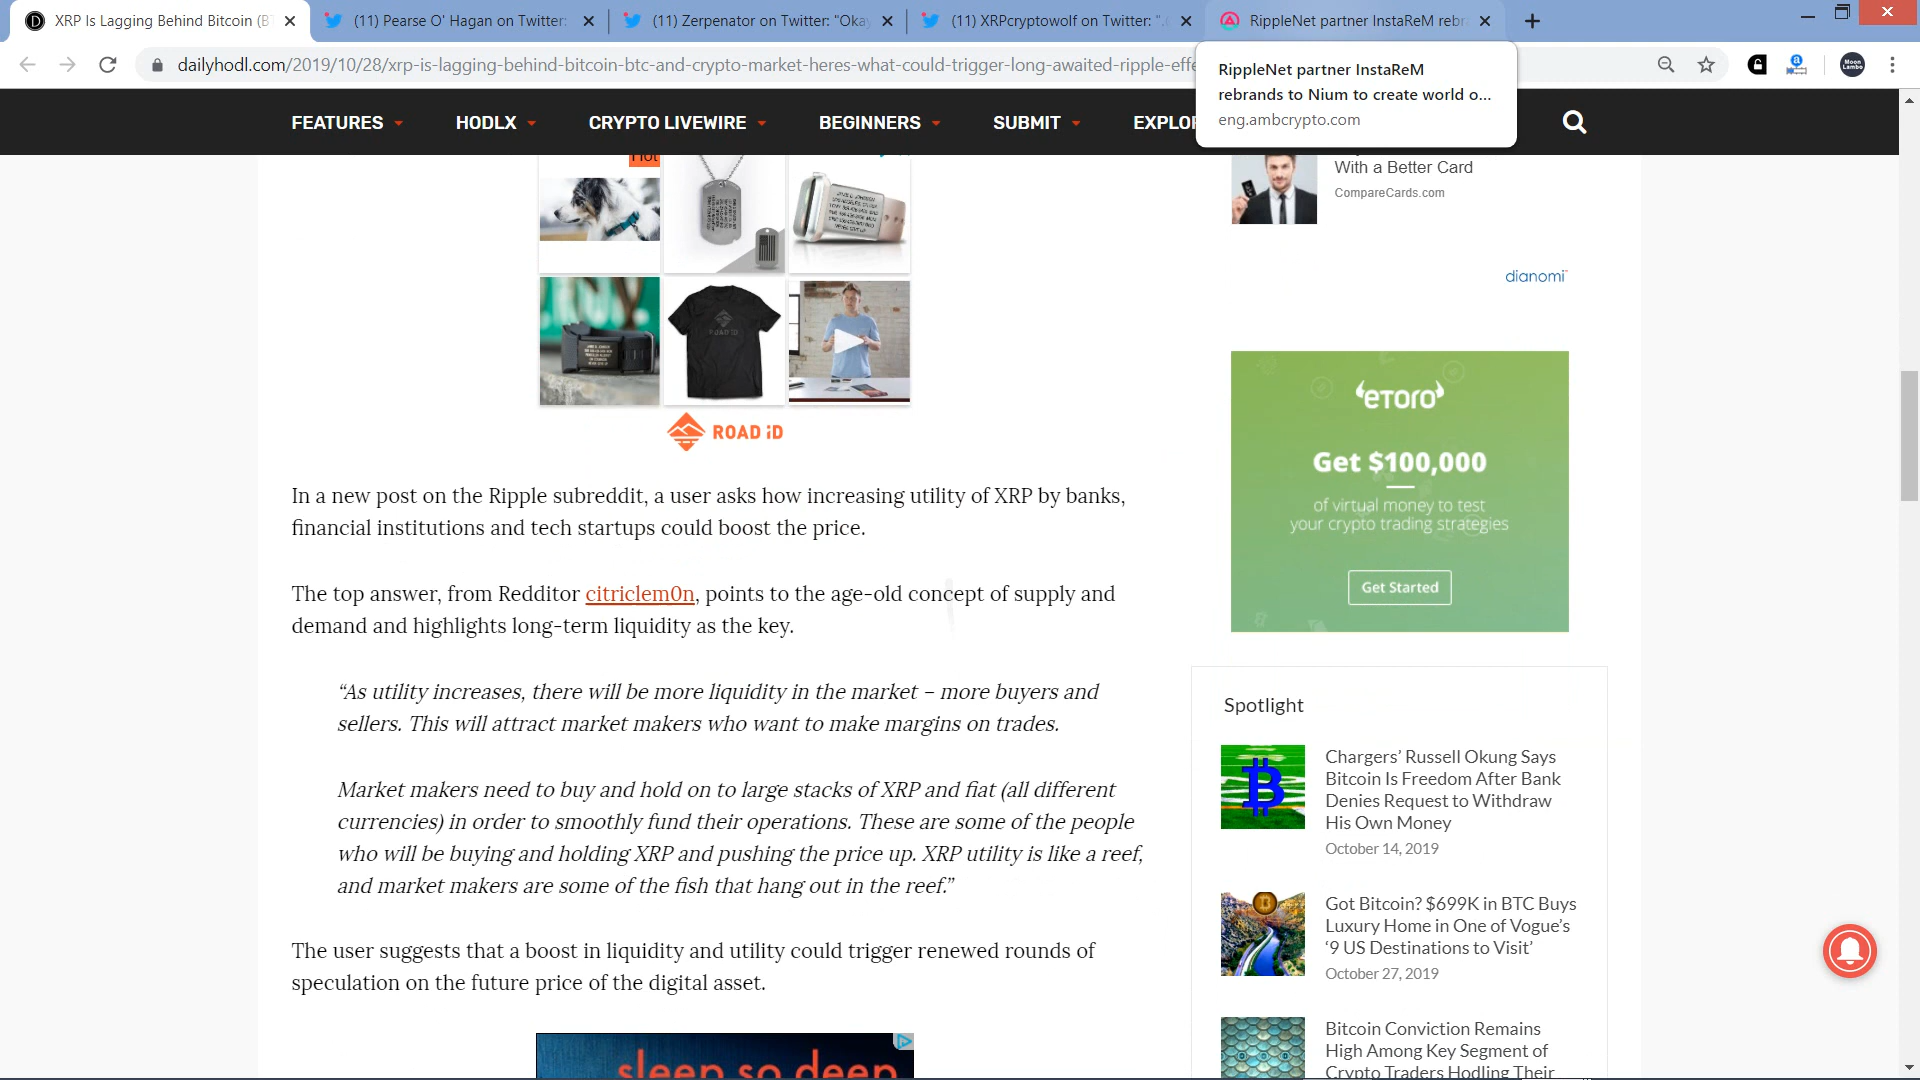 XRP Is Lagging Behind Bitcoin (BT
(11) Pearse O' Hagan on Twitter:
(11) Zerpenator on Twitter: "Okay
(11) XRPcryptowolf on Twitter: ".
RippleNet partner InstaReM rebra
dailyhodl.com/2019/10/28/xrp-is-lagging-behind-bitcoin-btc-and-crypto-market-heres-what-could-trigger-long-awaited-ripple-effe
RippleNet partner InstaReM
rebrands to Nium to create world o...
eng.ambcrypto.com
FEATURES
HODLX
CRYPTO LIVEWIRE
BEGINNERS
SUBMIT
EXPLOR
Hot
With a Better Card
CompareCards.com
dianomi
ROAD iD
ROAD iD
eToro
Get $100,000
of virtual money to test
your crypto trading strategies
Get Started
In a new post on the Ripple subreddit, a user asks how increasing utility of XRP by banks,
financial institutions and tech startups could boost the price.
The top answer, from Redditor citriclem0n, points to the age-old concept of supply and
demand and highlights long-term liquidity as the key.
“As utility increases, there will be more liquidity in the market – more buyers and
sellers. This will attract market makers who want to make margins on trades.
Market makers need to buy and hold on to large stacks of XRP and fiat (all different
currencies) in order to smoothly fund their operations. These are some of the people
who will be buying and holding XRP and pushing the price up. XRP utility is like a reef,
and market makers are some of the fish that hang out in the reef.”
The user suggests that a boost in liquidity and utility could trigger renewed rounds of
speculation on the future price of the digital asset.
sleep so deep
Spotlight
Chargers’ Russell Okung Says
Bitcoin Is Freedom After Bank
Denies Request to Withdraw
His Own Money
October 14, 2019
Got Bitcoin? $699K in BTC Buys
Luxury Home in One of Vogue’s
‘9 US Destinations to Visit’
October 27, 2019
Bitcoin Conviction Remains
High Among Key Segment of
Crypto Traders Hodling Their